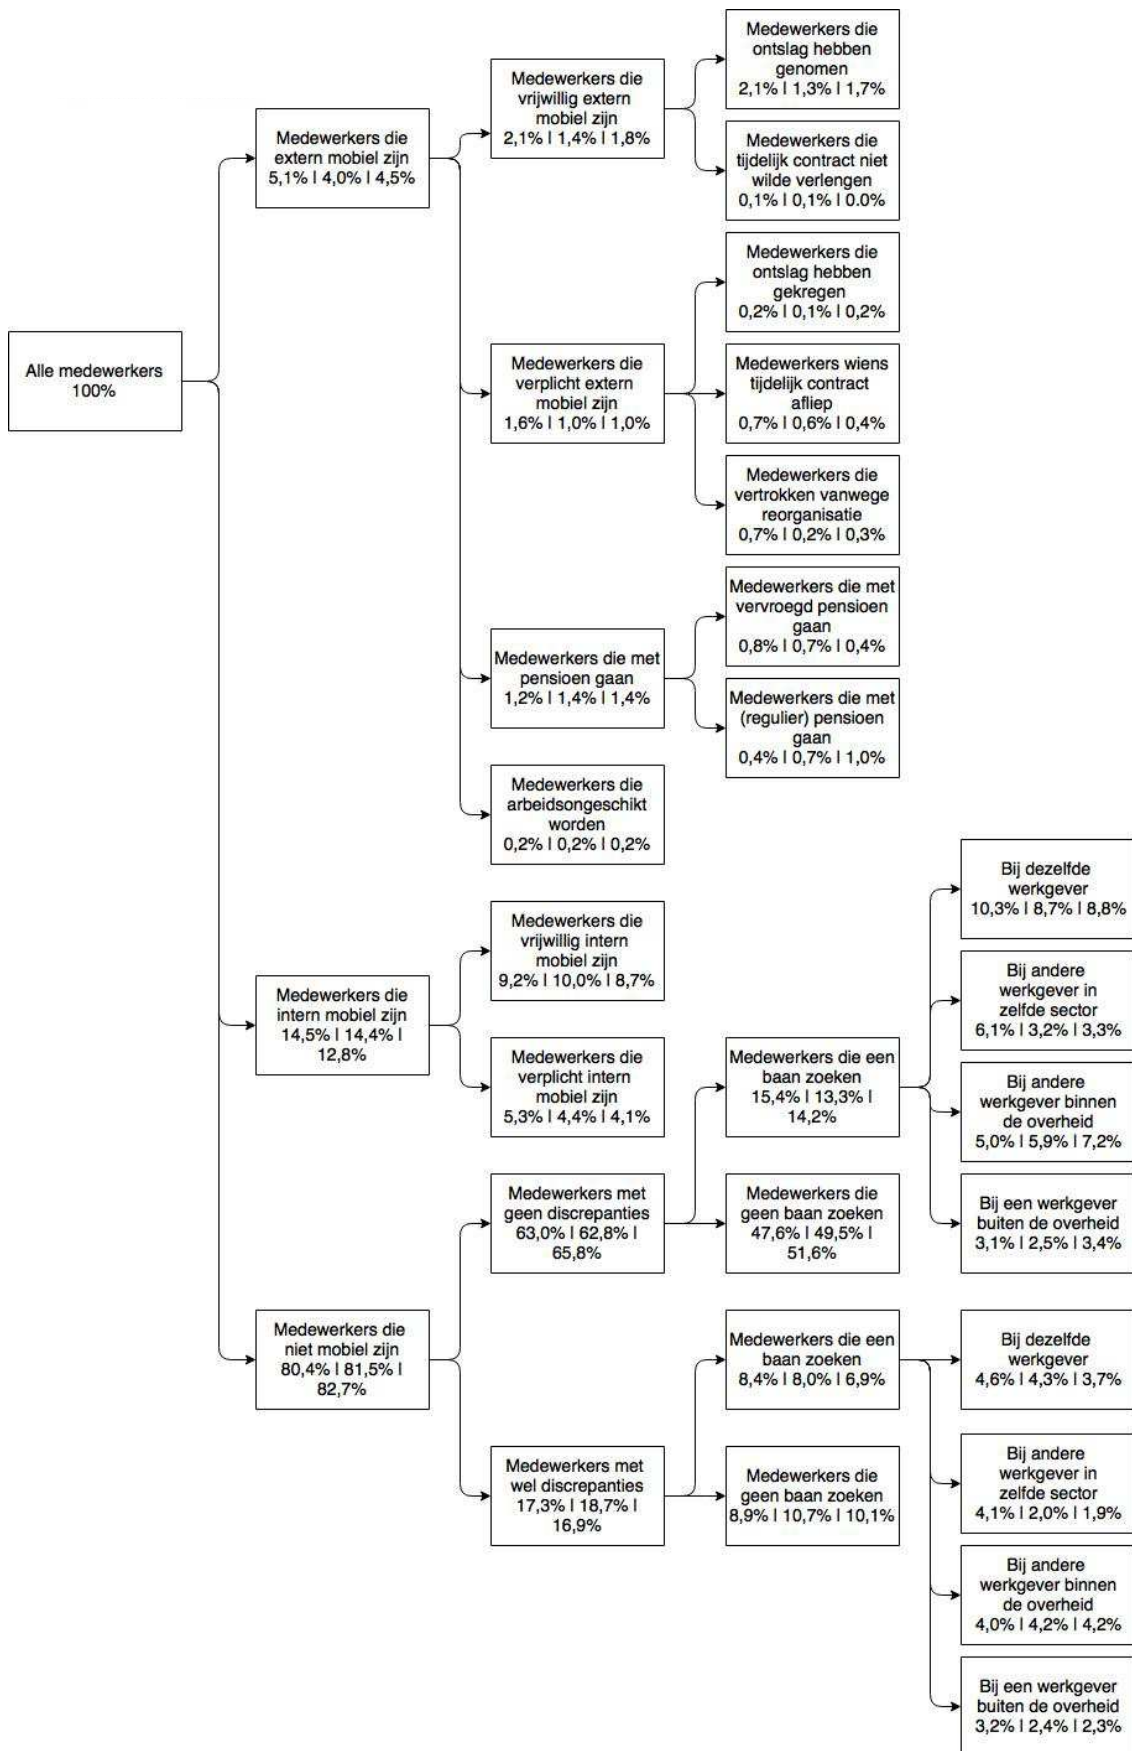 Alle medewerkers
100%
Medewerkers die
extern mobiel zijn
5,1% | 4,0% | 4,5%
Medewerkers die
vrijwillig extern
mobiel zijn
2,1% | 1,4% | 1,8%
Medewerkers die
ontslag hebben
genomen
2,1% | 1,3% | 1,7%
Medewerkers die
tijdelijk contract niet
wilde verlengen
0,1% | 0,1% | 0.0%
Medewerkers die
verplicht extern
mobiel zijn
1,6% | 1,0% | 1,0%
Medewerkers die
ontslag hebben
gekregen
0,2% | 0,1% | 0,2%
Medewerkers wiens
tijdelijk contract
afliep
0,7% | 0,6% | 0,4%
Medewerkers die
vertrokken vanwege
reorganisatie
0,7% | 0,2% | 0,3%
Medewerkers die met
pensioen gaan
1,2% | 1,4% | 1,4%
Medewerkers die met
vervroegd pensioen
gaan
0,8% | 0,7% | 0,4%
Medewerkers die met
(regulier) pensioen
gaan
0,4% | 0,7% | 1,0%
Medewerkers die
arbeidsongeschikt
worden
0,2% | 0,2% | 0,2%
Medewerkers die
intern mobiel zijn
14,5% | 14,4% |
12,8%
Medewerkers die
vrijwillig intern
mobiel zijn
9,2% | 10,0% | 8,7%
Medewerkers die
verplicht intern
mobiel zijn
5,3% | 4,4% | 4,1%
Medewerkers die
niet mobiel zijn
80,4% | 81,5% |
82,7%
Medewerkers met
geen discrepanties
63,0% | 62,8% |
65,8%
Medewerkers die een
baan zoeken
15,4% | 13,3% |
14,2%
Bij dezelfde
werkgever
10,3% | 8,7% | 8,8%
Bij andere
werkgever in
zelfde sector
6,1% | 3,2% | 3,3%
Bij andere
werkgever binnen
de overheid
5,0% | 5,9% | 7,2%
Bij een werkgever
buiten de overheid
3,1% | 2,5% | 3,4%
Medewerkers die
geen baan zoeken
47,6% | 49,5% |
51,6%
Medewerkers met
wel discrepanties
17,3% | 18,7% |
16,9%
Medewerkers die een
baan zoeken
8,4% | 8,0% | 6,9%
Bij dezelfde
werkgever
4,6% | 4,3% | 3,7%
Bij andere
werkgever in
zelfde sector
4,1% | 2,0% | 1,9%
Bij andere
werkgever binnen
de overheid
4,0% | 4,2% | 4,2%
Bij een werkgever
buiten de overheid
3,2% | 2,4% | 2,3%
Medewerkers die
geen baan zoeken
8,9% | 10,7% | 10,1%